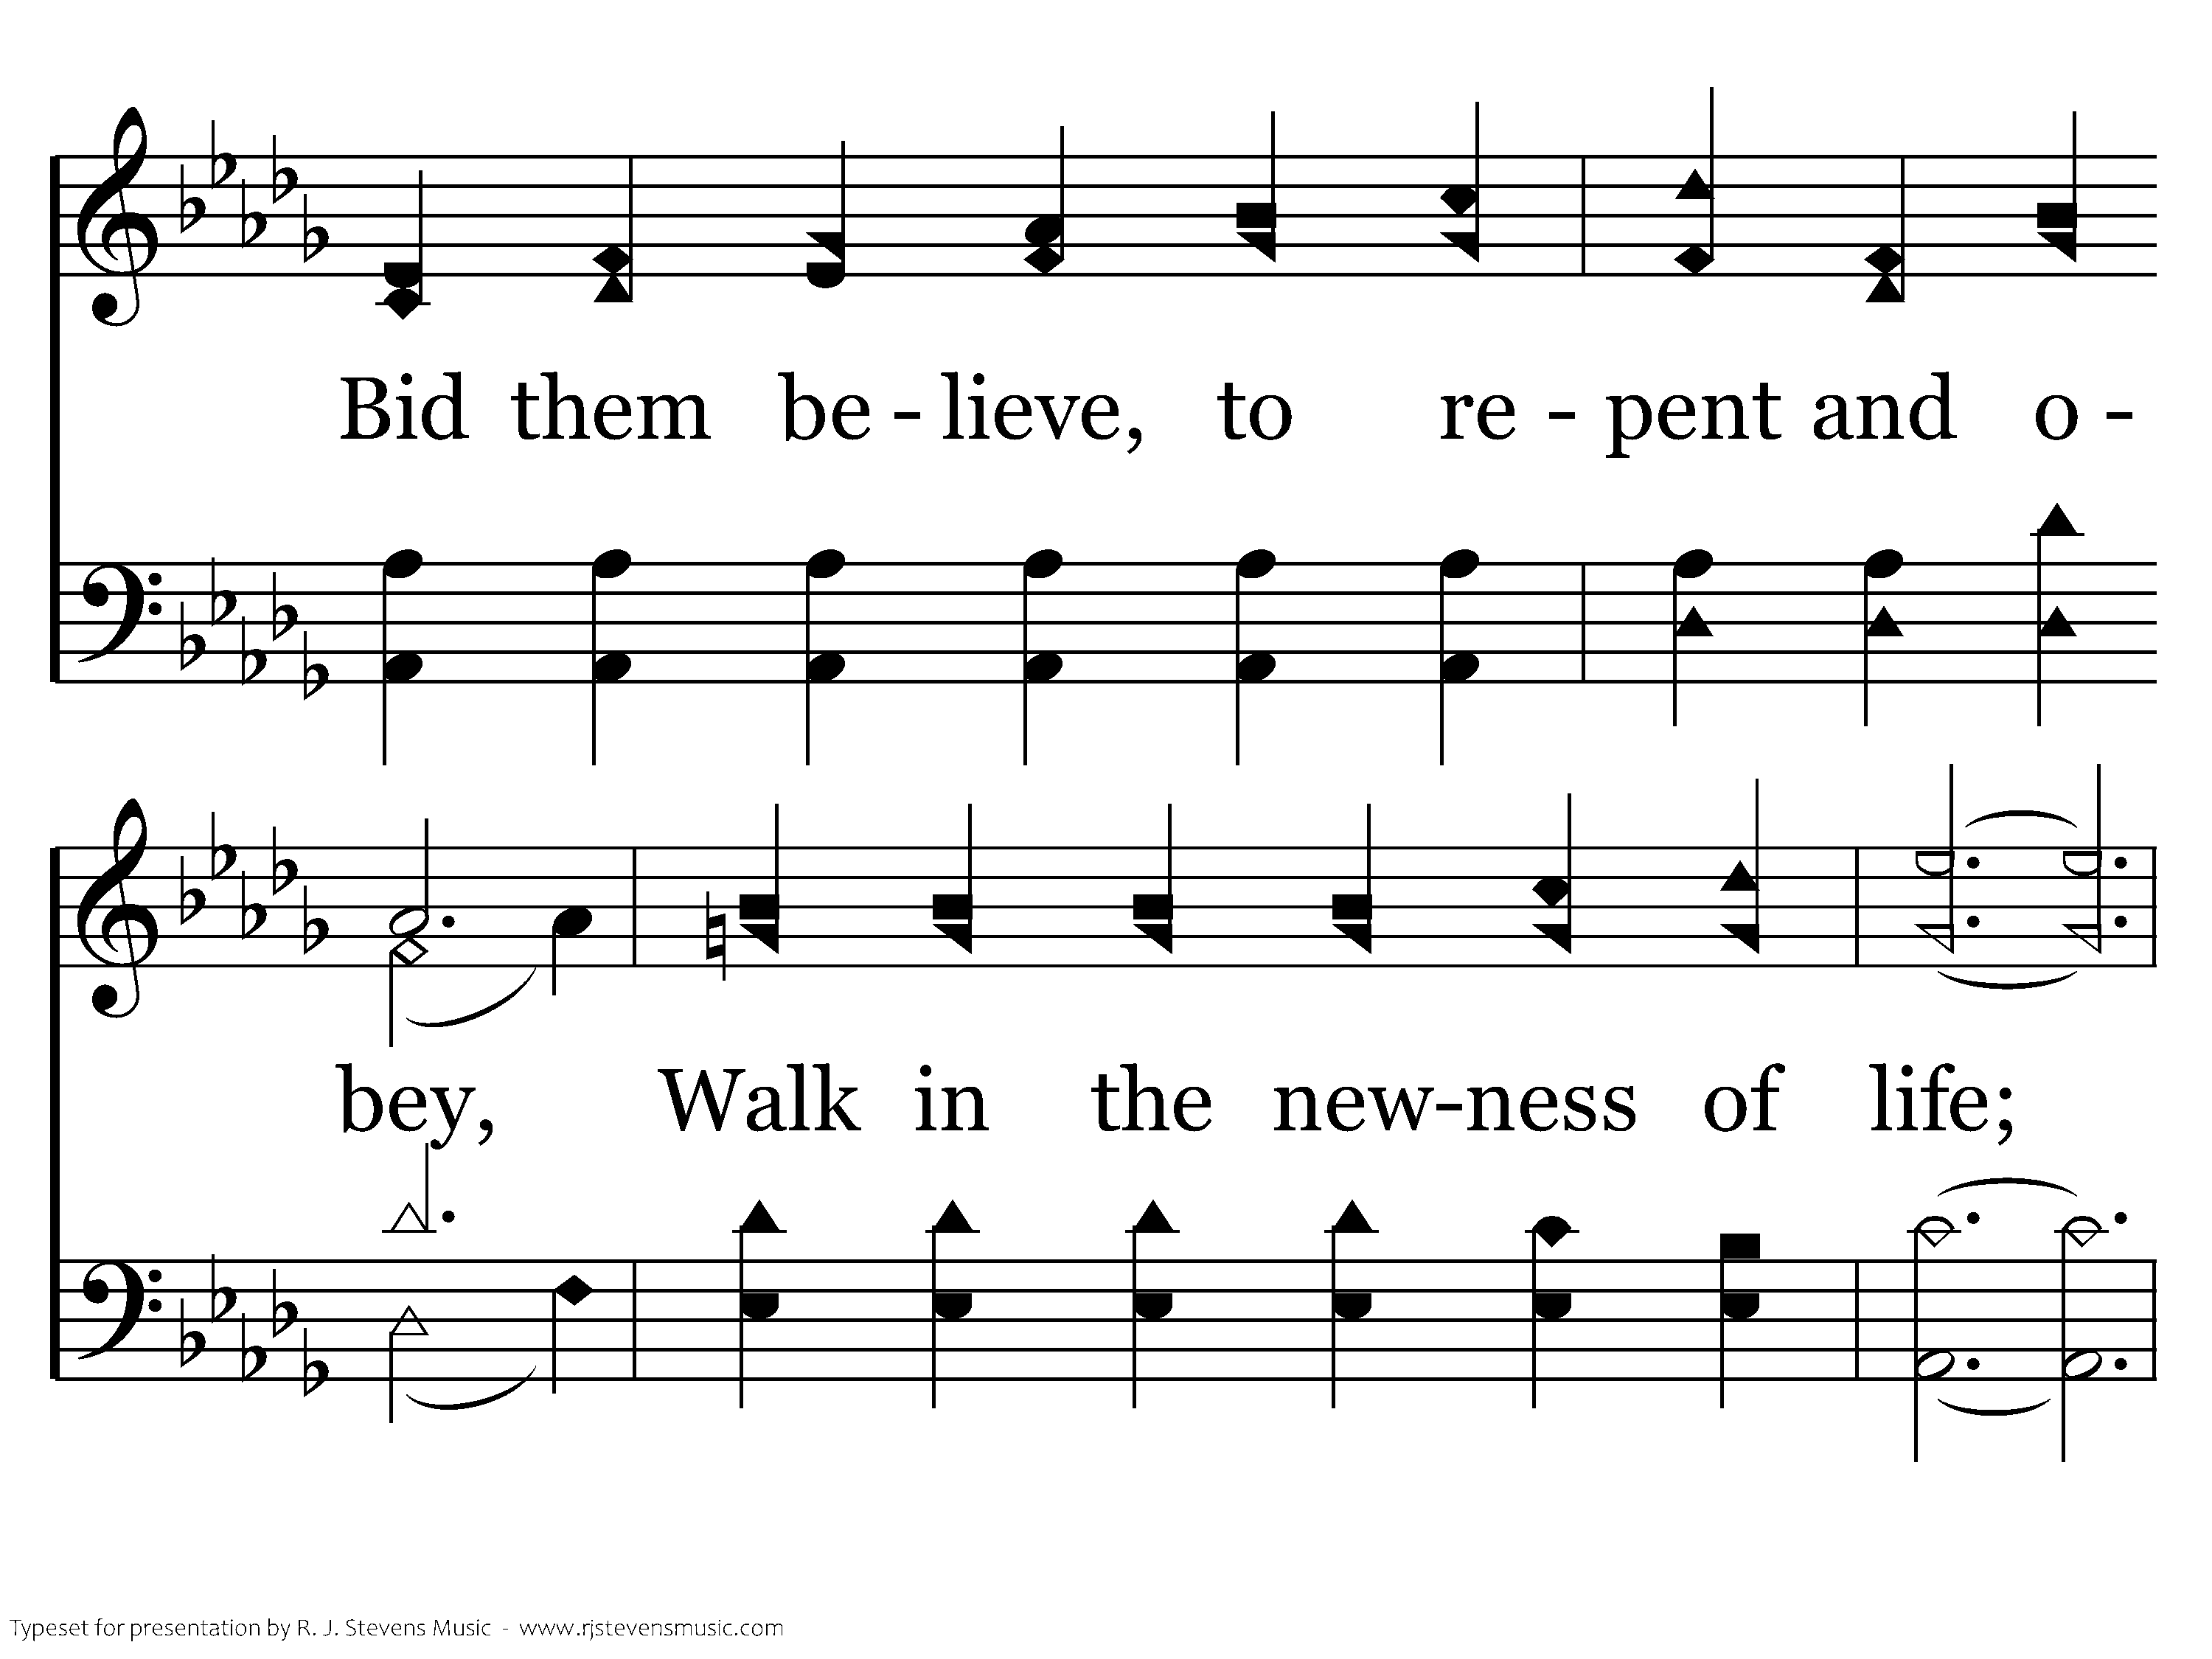 Bid them be - lieve, to re - pent and o -
bey, Walk in the new-ness of life;
Typeset for presentation by R. J. Stevens Music - www.rjstevensmusic.com